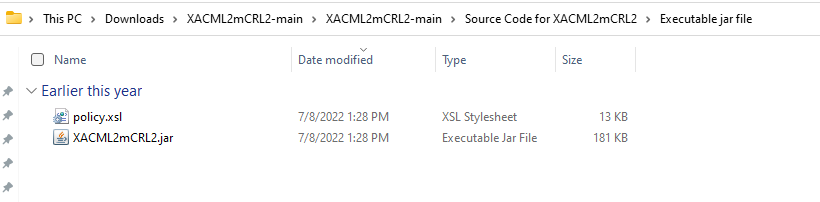 This PC > Downloads > XACML2mCRL2-main > XACML2mCRL2-main > Source Code for XACML2mCRL2 > Executable jar file
Name Date modified Type Size
Earlier this year
policy.xsl 7/8/2022 1:28 PM XSL Stylesheet 13 KB
XACML2mCRL2.jar 7/8/2022 1:28 PM Executable Jar File 181 KB